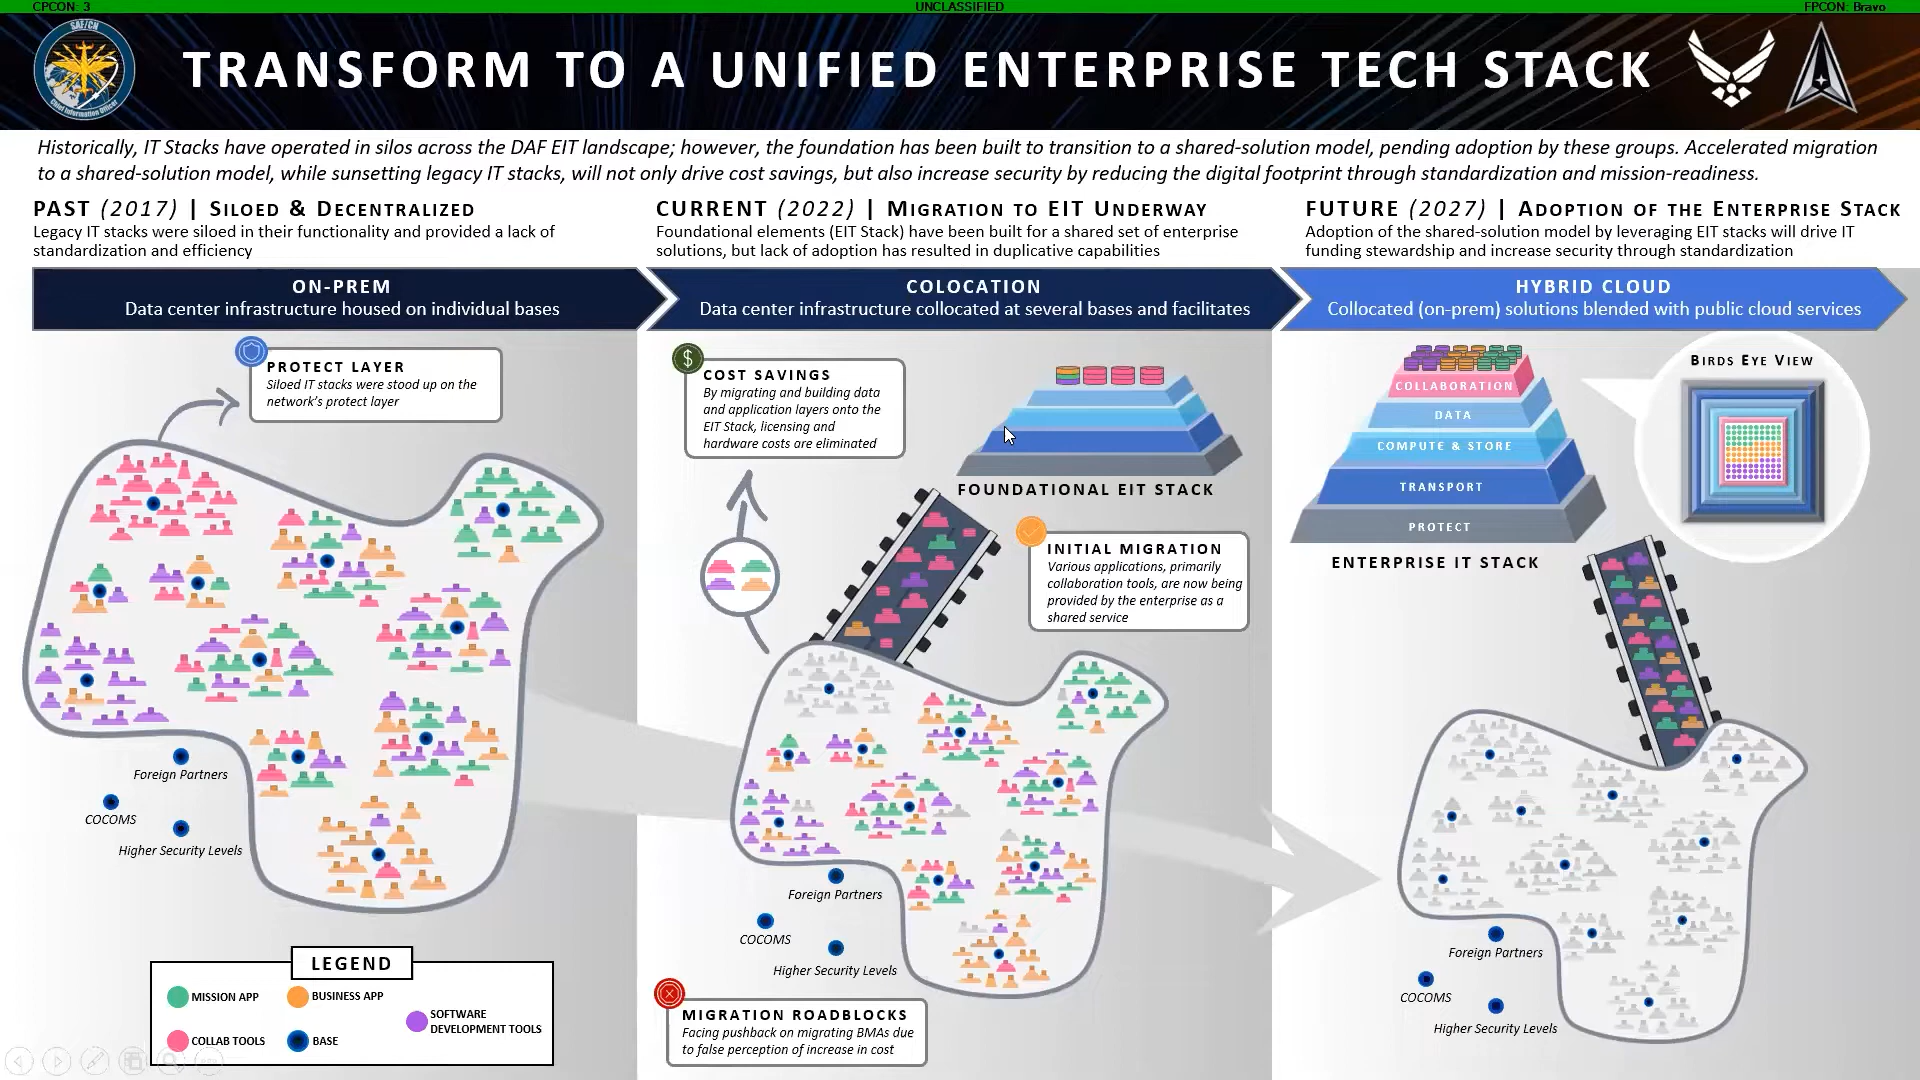 CPCON: 3
UNCLASSIFIED
FPCON: Bravo
SAF/CN
Chief Information Officer
TRANSFORM TO A UNIFIED ENTERPRISE TECH STACK
Historically, IT Stacks have operated in silos across the DAF EIT landscape; however, the foundation has been built to transition to a shared-solution model, pending adoption by these groups. Accelerated migration
to a shared-solution model, while sunsetting legacy IT stacks, will not only drive cost savings, but also increase security by reducing the digital footprint through standardization and mission-readiness.
PAST (2017) | SILOED & DECENTRALIZED
Legacy IT stacks were siloed in their functionality and provided a lack of
standardization and efficiency
ON-PREM
Data center infrastructure housed on individual bases
PROTECT LAYER
Siloed IT stacks were stood up on the
network's protect layer
Foreign Partners
COCOMS
Higher Security Levels
LEGEND
MISSION APP
BUSINESS APP
SOFTWARE
DEVELOPMENT TOOLS
COLLAB TOOLS
BASE
CURRENT (2022) | MIGRATION TO EIT UNDERWAY
Foundational elements (EIT Stack) have been built for a shared set of enterprise
solutions, but lack of adoption has resulted in duplicative capabilities
COLOCATION
Data center infrastructure collocated at several bases and facilitates
$
COST SAVINGS
By migrating and building data
and application layers onto the
EIT Stack, licensing and
hardware costs are eliminated
FOUNDATIONAL EIT STACK
INITIAL MIGRATION
Various applications, primarily
collaboration tools, are now being
provided by the enterprise as a
shared service
Foreign Partners
COCOMS
Higher Security Levels
MIGRATION ROADBLOCKS
Facing pushback on migrating BMAs due
to false perception of increase in cost
FUTURE (2027) | ADOPTION OF THE ENTERPRISE STACK
Adoption of the shared-solution model by leveraging EIT stacks will drive IT
funding stewardship and increase security through standardization
HYBRID CLOUD
Collocated (on-prem) solutions blended with public cloud services
COLLABORATION
DATA
COMPUTE & STORE
TRANSPORT
PROTECT
ENTERPRISE IT STACK
BIRDS EYE VIEW
Foreign Partners
COCOMS
Higher Security Levels